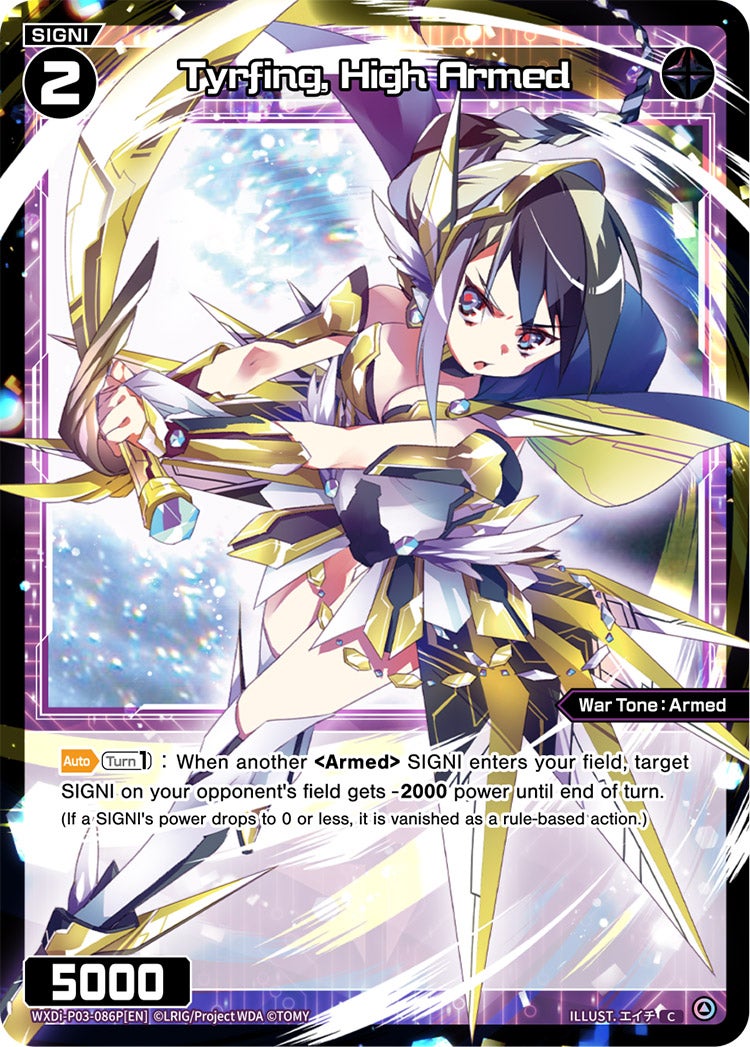 SIGNI
2
Tyrfing, High Armed
War Tone : Armed
Auto Turn 1 : When another <Armed> SIGNI enters your field, target
SIGNI on your opponent's field gets -2000 power until end of turn.
(If a SIGNI's power drops to 0 or less, it is vanished as a rule-based action.)
5000
WXDi-P03-086P[EN] ©LRIG/Project WDA ©TOMY
ILLUST. エイチ C